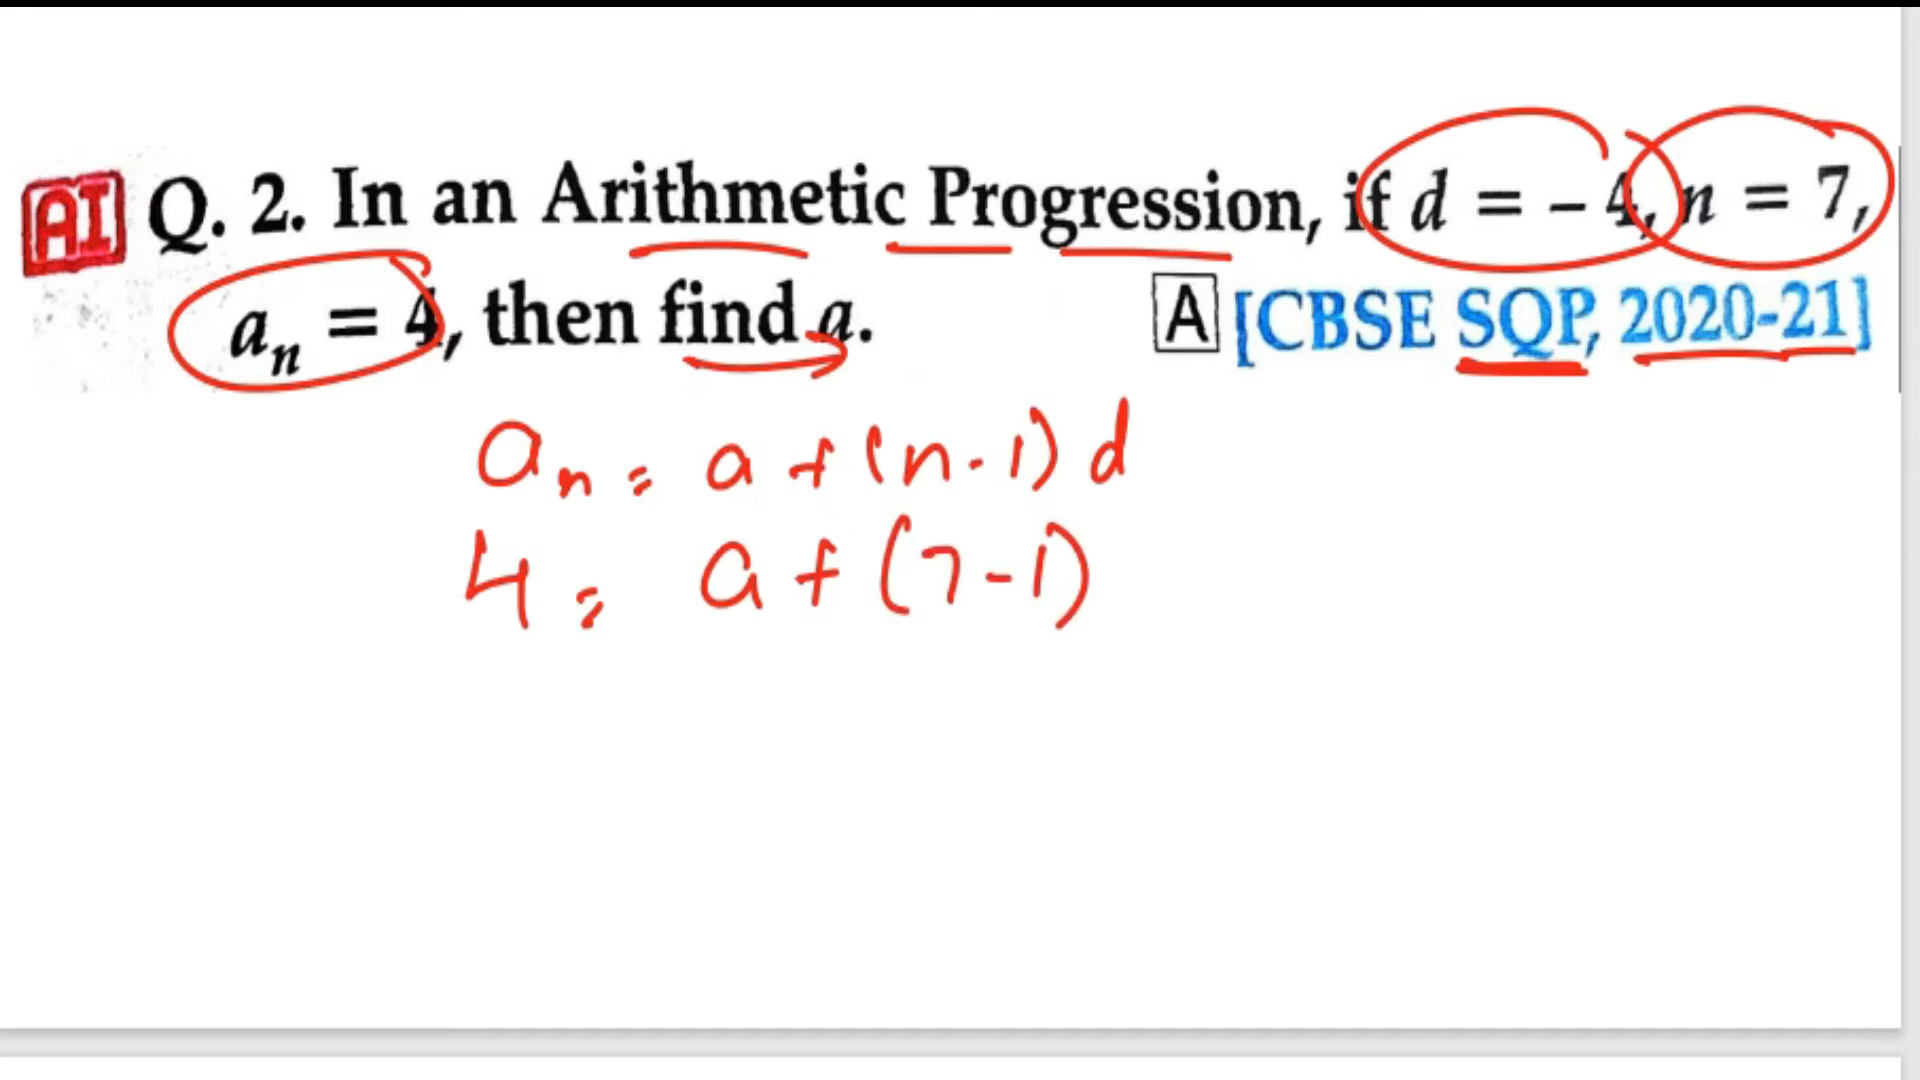 AI Q. 2. In an Arithmetic Progression, if d = – 4, n = 7,
aₙ = 4, then find a. A [CBSE SQP, 2020-21]
aₙ = a + (n - 1) d
4 = a + (7 - 1)